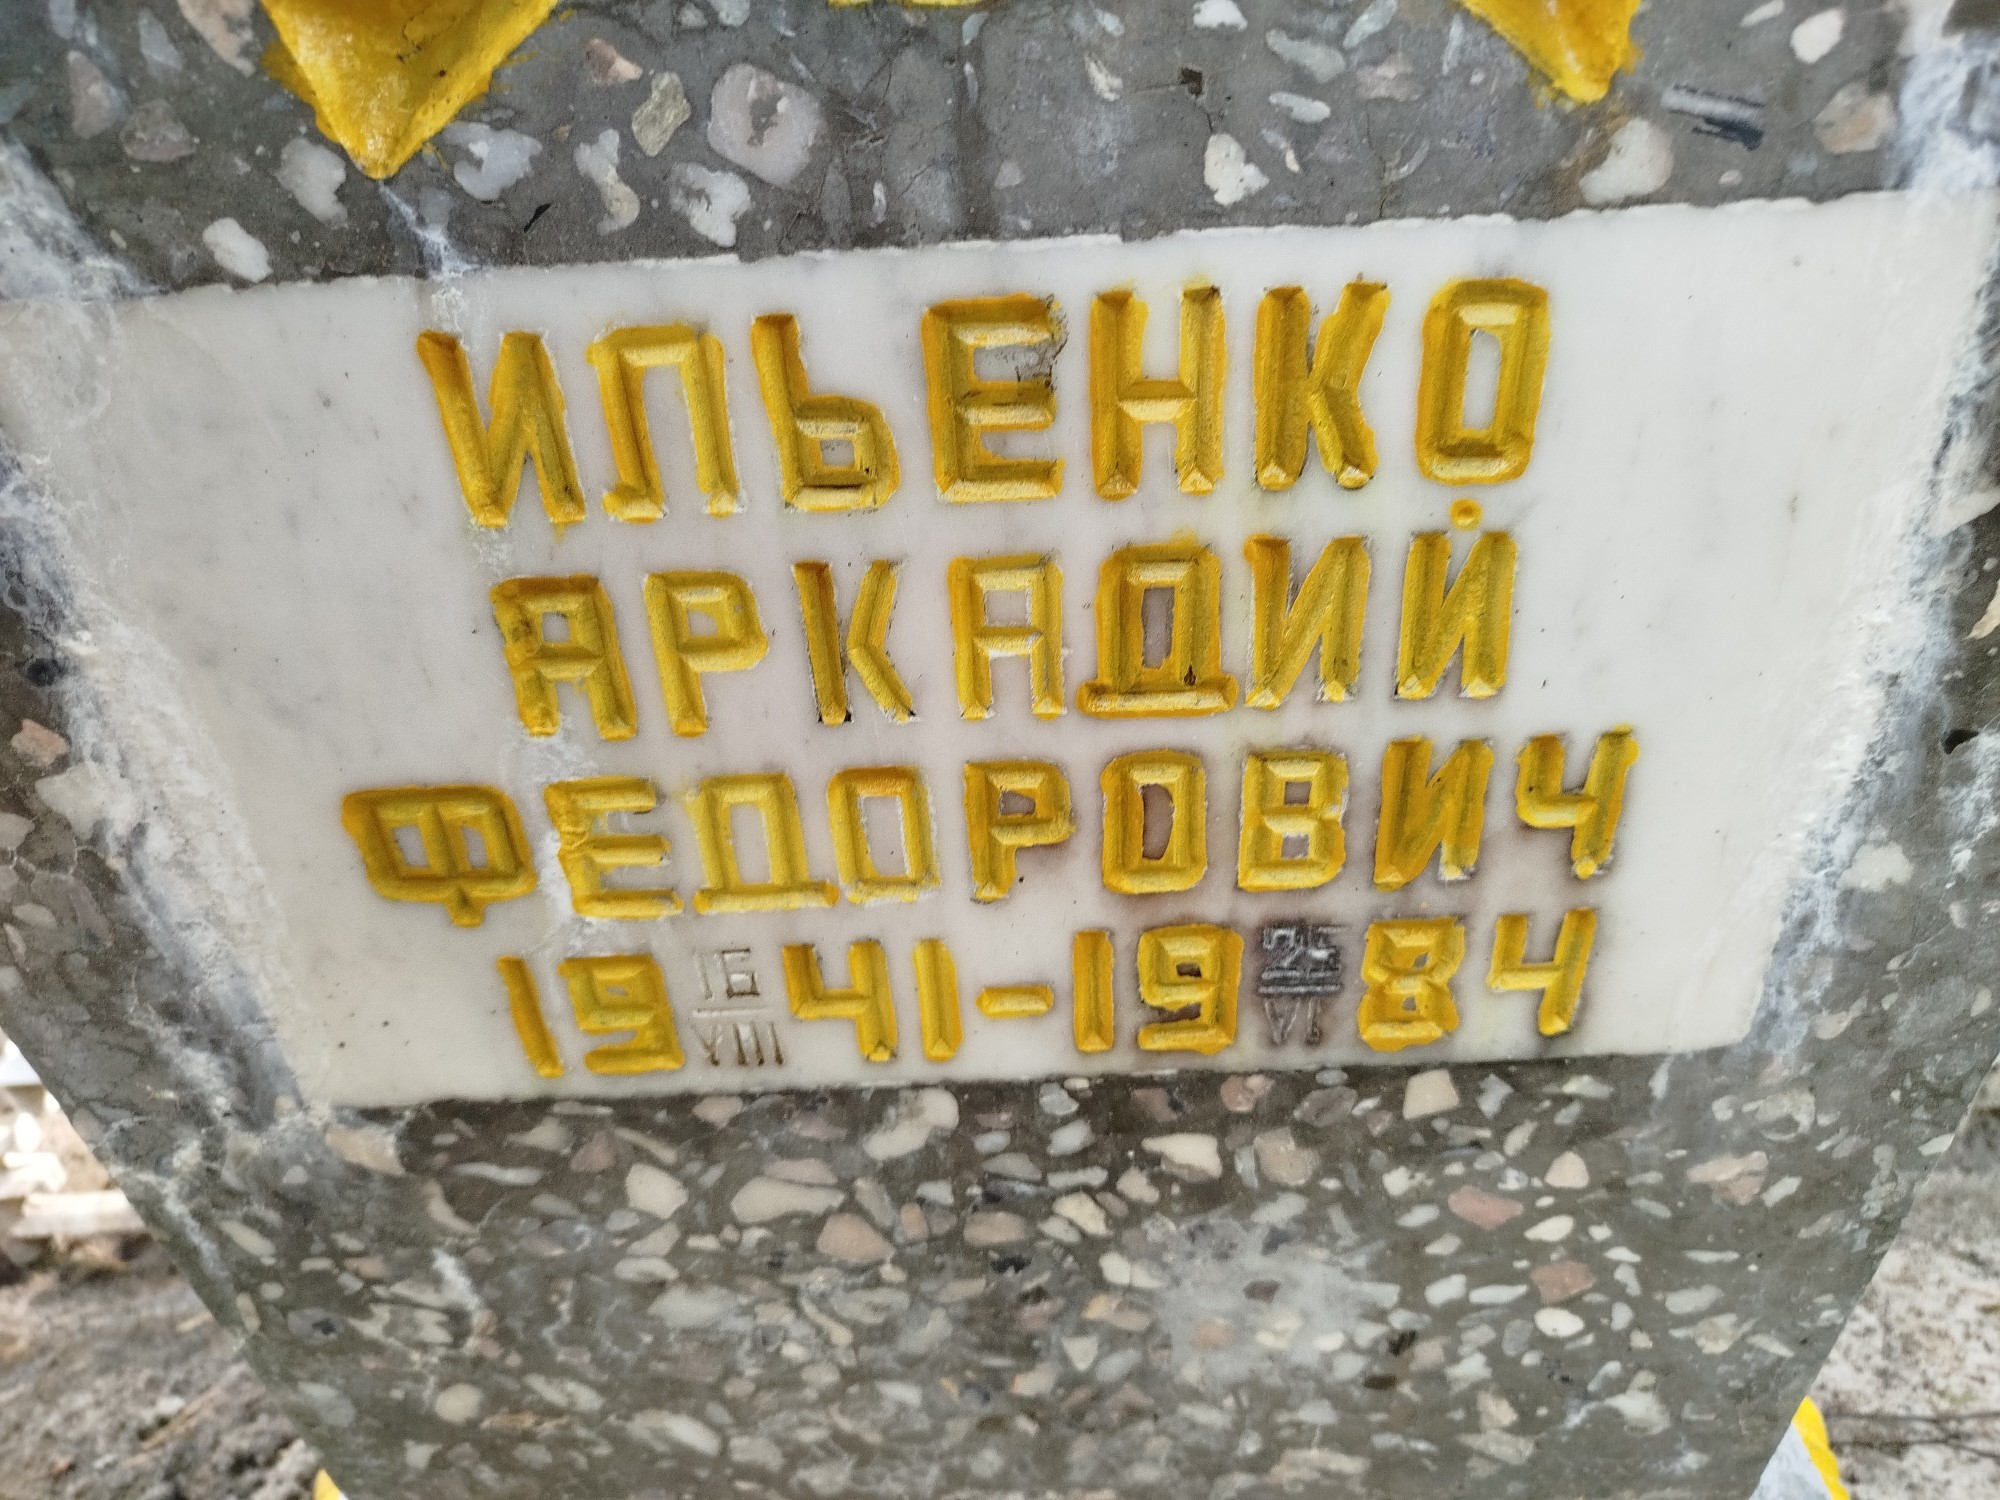 ИЛЬЕНКО
АРКАДИЙ
ФЕДОРОВИЧ
19 16/VIII 41-19 25/VI 84